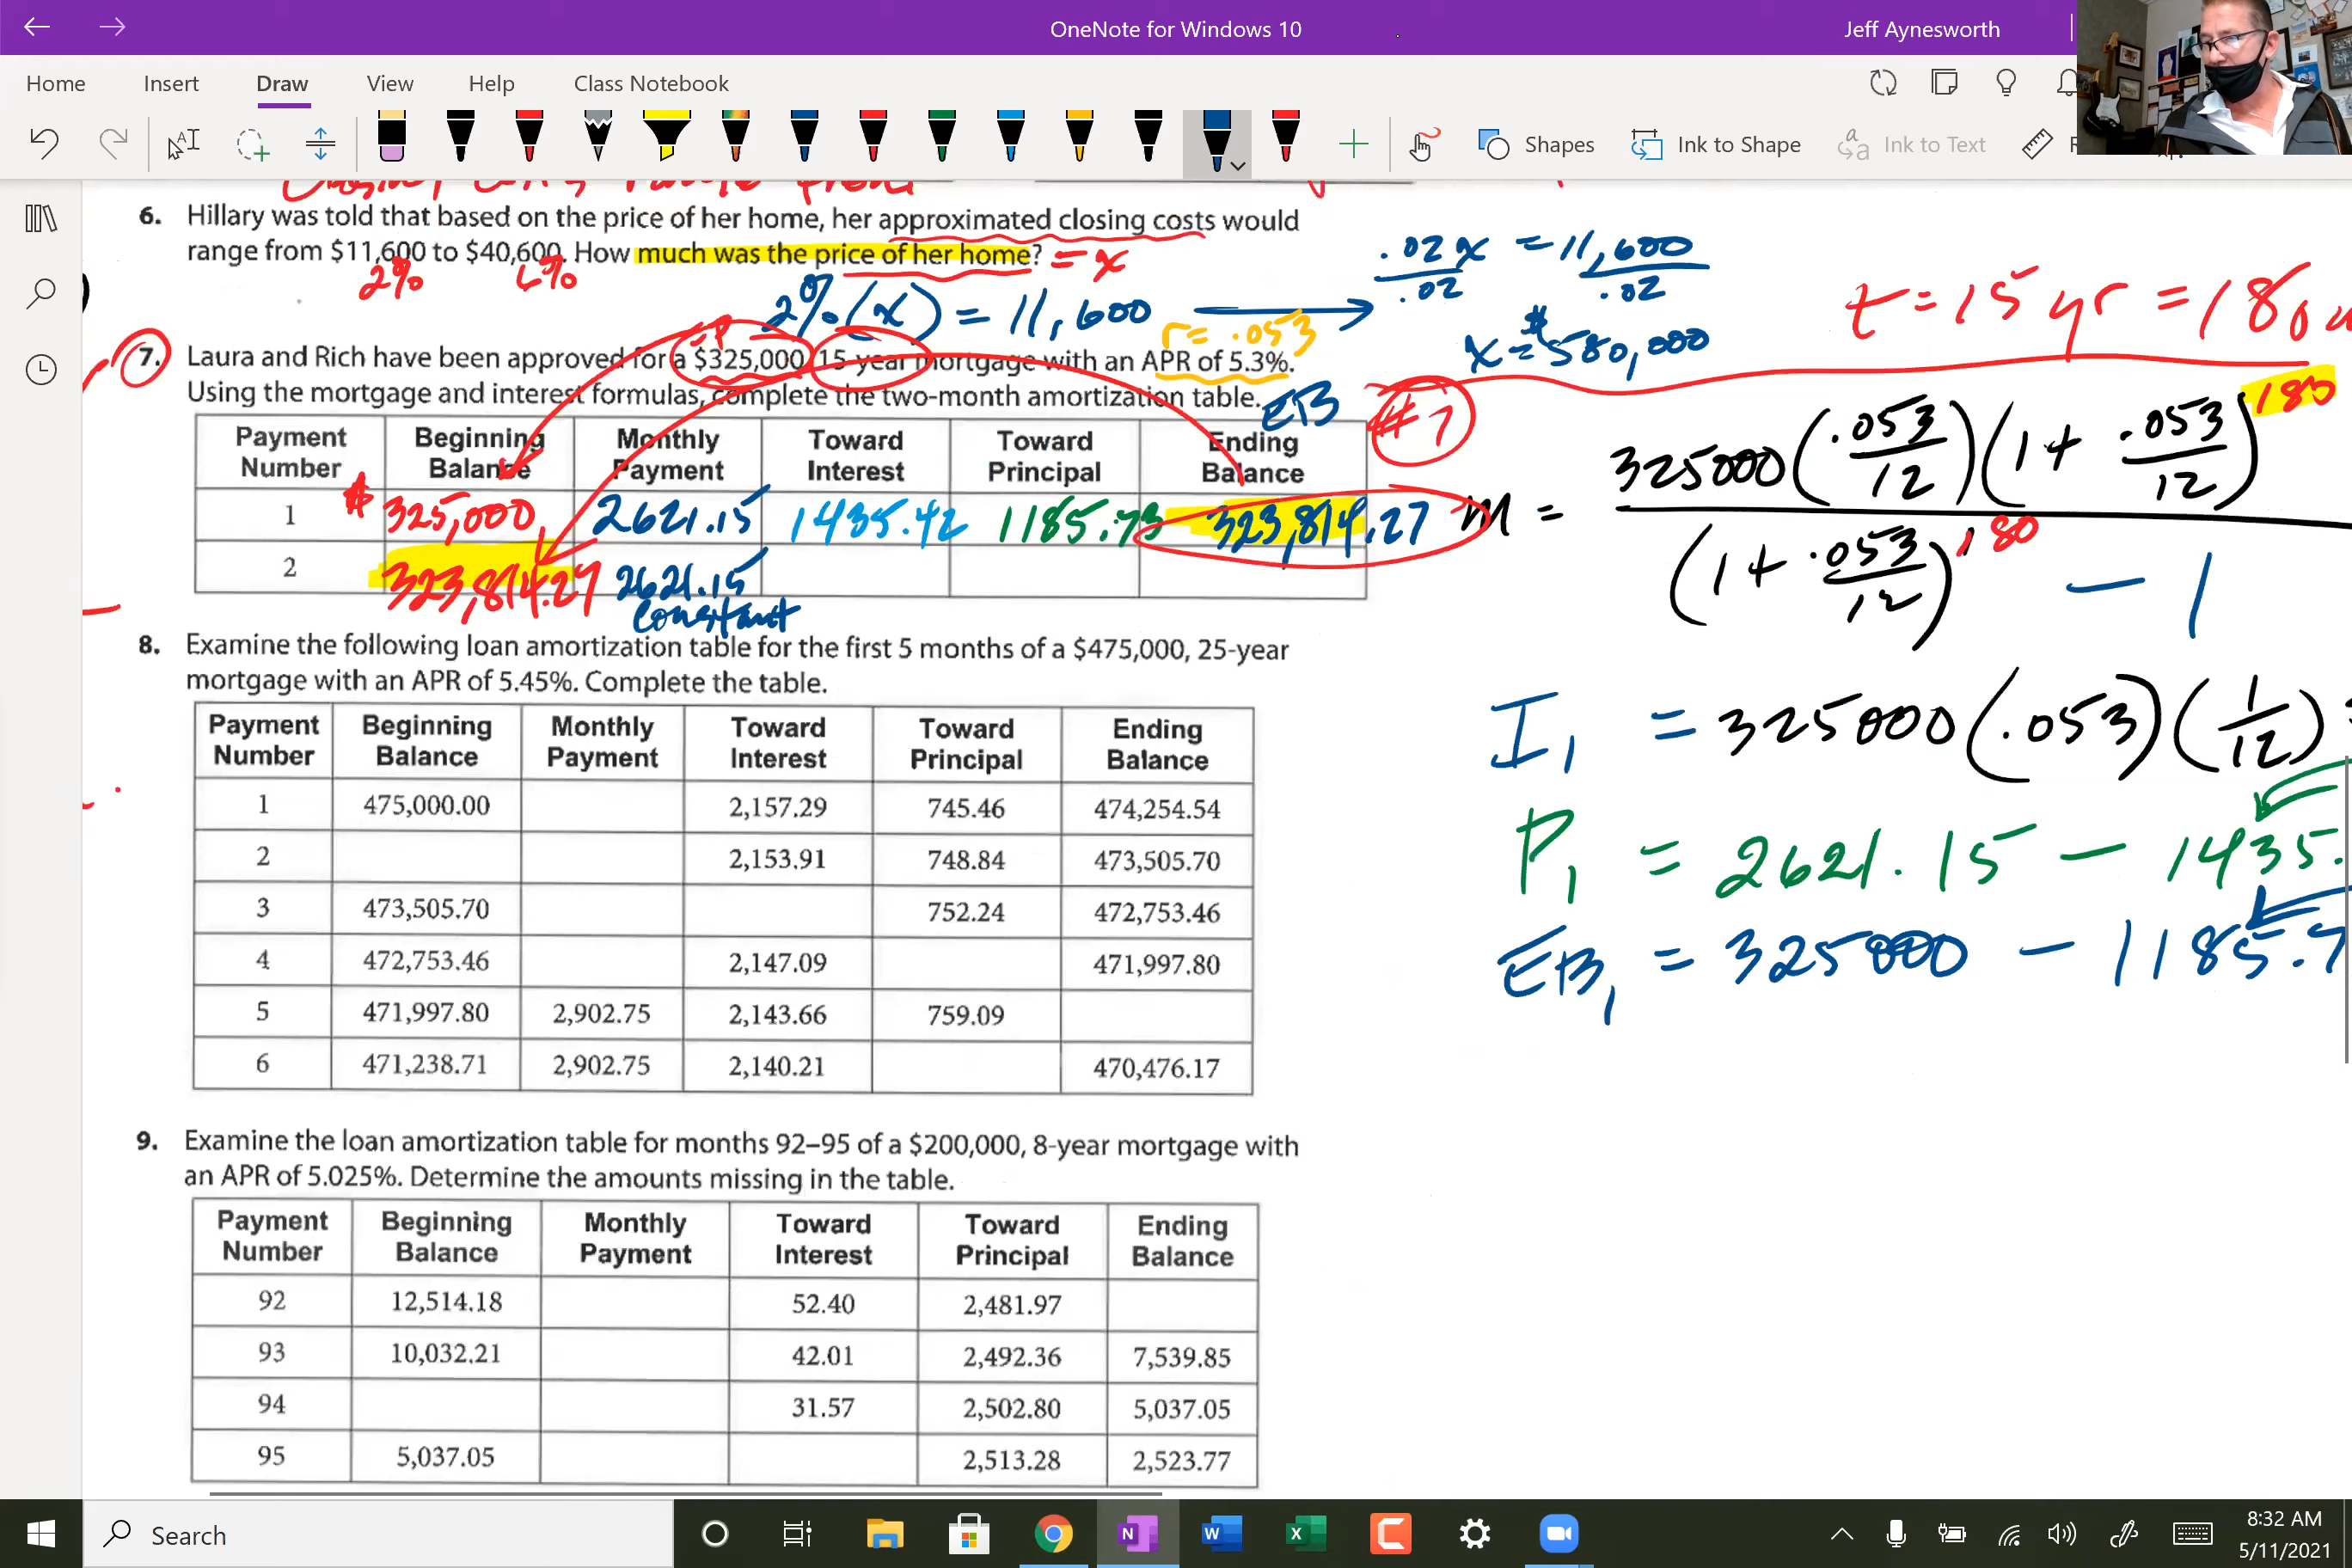 OneNote for Windows 10
Jeff Aynesworth
Home Insert Draw View Help Class Notebook
Shapes Ink to Shape Ink to Text
6. Hillary was told that based on the price of her home, her approximated closing costs would
range from $11,600 to $40,600. How much was the price of her home? = x
2% 6%
2% (x) = 11,600
.02x = 11,600
.02 .02
x = $580,000
t = 15 yr = 180
r = .053
= P
7. Laura and Rich have been approved for a $325,000 15-year mortgage with an APR of 5.3%.
Using the mortgage and interest formulas, complete the two-month amortization table. EB
#7
Payment Number Beginning Balance Monthly Payment Toward Interest Toward Principal Ending Balance
1 $325,000 2621.15 1435.42 1185.73 323,814.27
2 323,814.27 2621.15
constant
m = 325000(.053/12)(1 + .053/12)^180
(1 + .053/12)^180 - 1
I1 = 325000(.053)(1/12)
P1 = 2621.15 - 1435.
EB1 = 325000 - 1185.7
8. Examine the following loan amortization table for the first 5 months of a $475,000, 25-year
mortgage with an APR of 5.45%. Complete the table.
Payment Number Beginning Balance Monthly Payment Toward Interest Toward Principal Ending Balance
1 475,000.00 2,157.29 745.46 474,254.54
2 2,153.91 748.84 473,505.70
3 473,505.70 752.24 472,753.46
4 472,753.46 2,147.09 471,997.80
5 471,997.80 2,902.75 2,143.66 759.09
6 471,238.71 2,902.75 2,140.21 470,476.17
9. Examine the loan amortization table for months 92–95 of a $200,000, 8-year mortgage with
an APR of 5.025%. Determine the amounts missing in the table.
Payment Number Beginning Balance Monthly Payment Toward Interest Toward Principal Ending Balance
92 12,514.18 52.40 2,481.97
93 10,032.21 42.01 2,492.36 7,539.85
94 31.57 2,502.80 5,037.05
95 5,037.05 2,513.28 2,523.77
Search
8:32 AM
5/11/2021